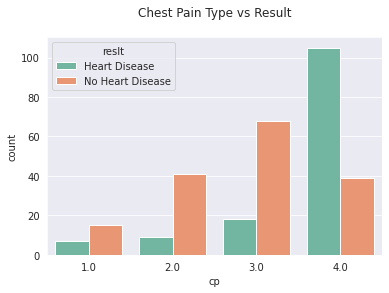 Chest Pain Type vs Result
reslt
Heart Disease
No Heart Disease
100
80
60
40
20
0
count
1.0 2.0 3.0 4.0
cp